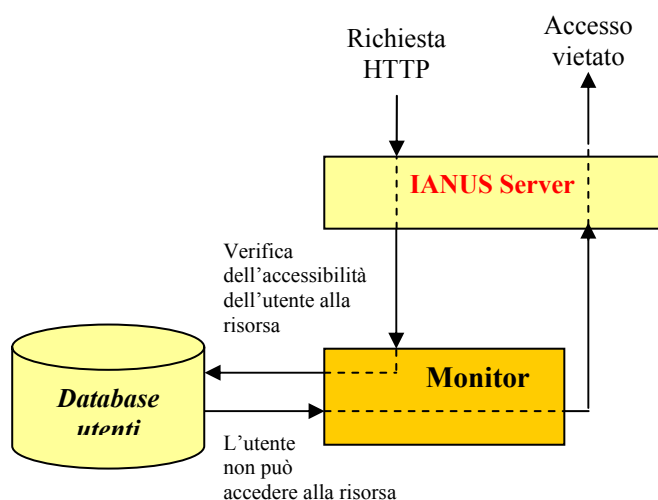 Richiesta
HTTP
Accesso
vietato
IANUS Server
Verifica
dell’accessibilità
dell’utente alla
risorsa
Monitor
Database
utenti
L’utente
non può
accedere alla risorsa